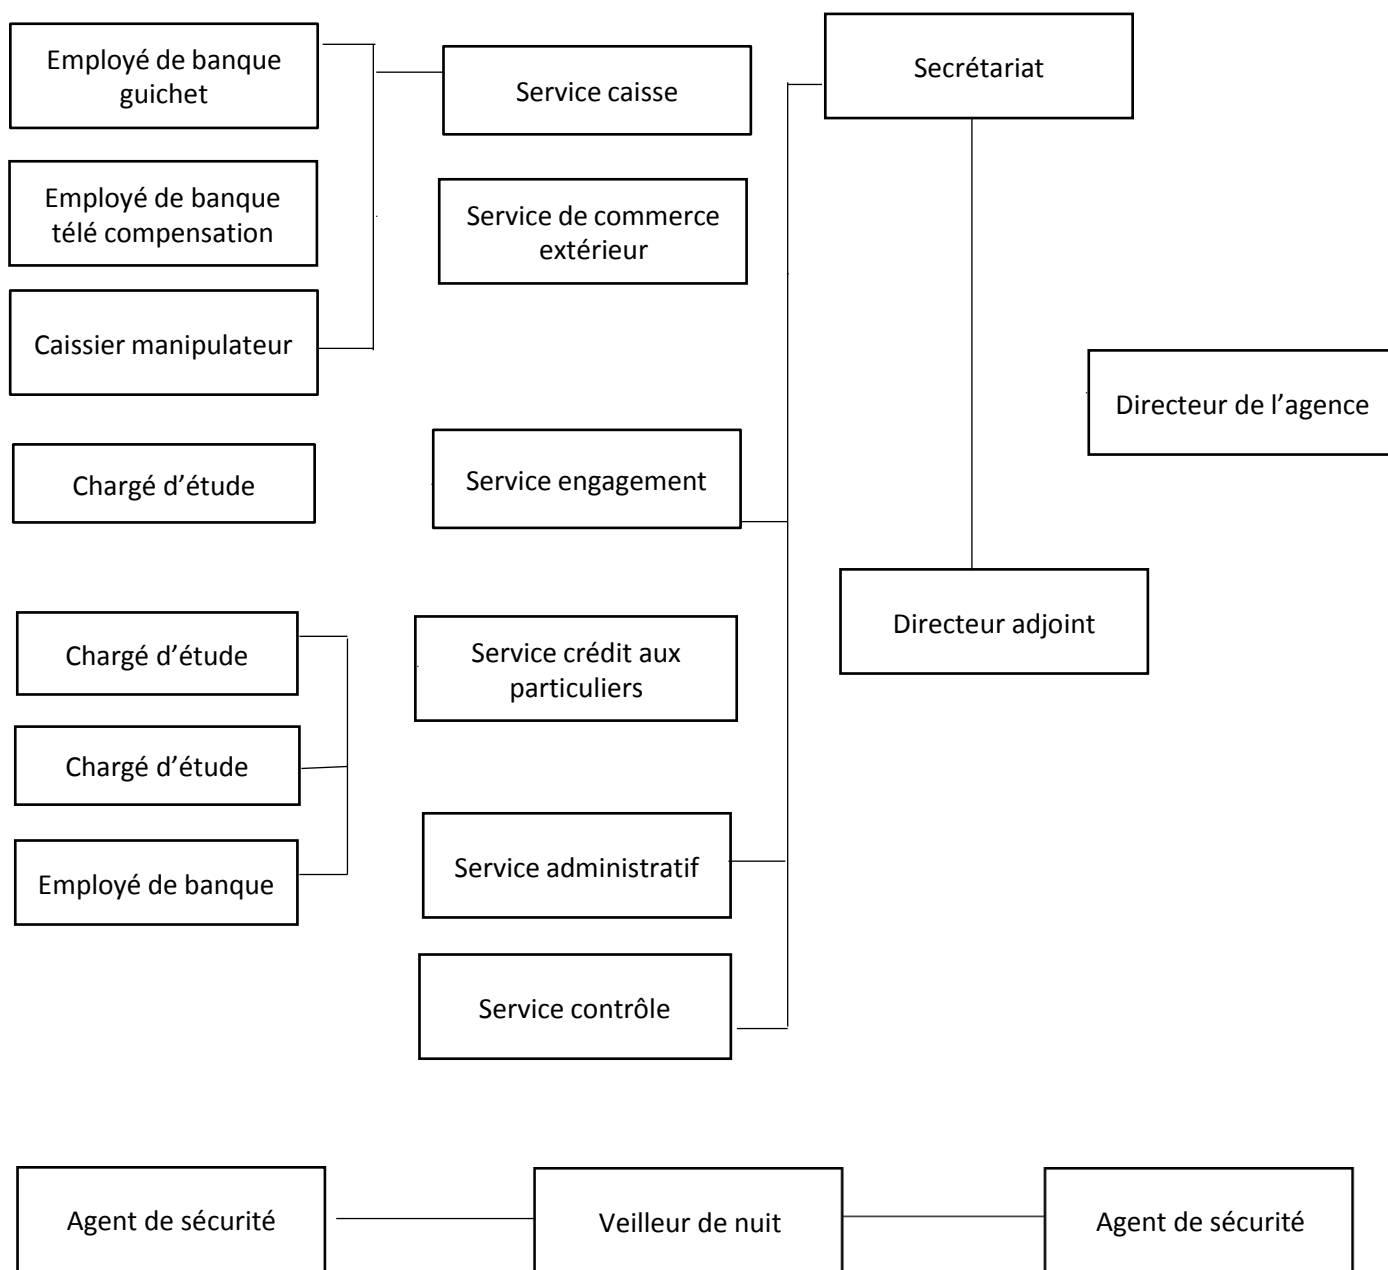 Employé de banque
guichet
Service caisse
Secrétariat
Employé de banque
télé compensation
Service de commerce
extérieur
Caissier manipulateur
Directeur de l’agence
Chargé d’étude
Service engagement
Directeur adjoint
Chargé d’étude
Service crédit aux
particuliers
Chargé d’étude
Employé de banque
Service administratif
Service contrôle
Agent de sécurité
Veilleur de nuit
Agent de sécurité